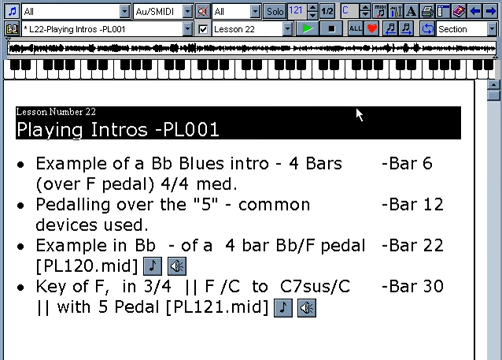 All Au/SMIDI All Solo 121 1/2 C
* L22-Playing Intros -PL001 Lesson 22 ALL Section
Lesson Number 22
Playing Intros -PL001
• Example of a Bb Blues intro - 4 Bars -Bar 6
(over F pedal) 4/4 med.
• Pedalling over the "5" - common -Bar 12
devices used.
• Example in Bb - of a 4 bar Bb/F pedal -Bar 22
[PL120.mid]
• Key of F, in 3/4 || F /C to C7sus/C -Bar 30
|| with 5 Pedal [PL121.mid]